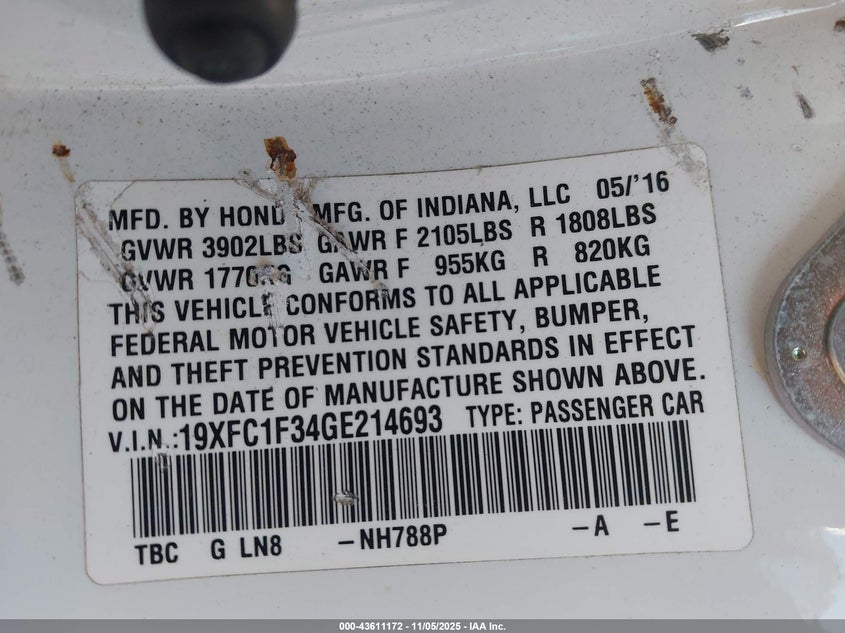 MFD. BY HOND MFG. OF INDIANA, LLC 05/'16
GVWR 3902LBS GAWR F 2105LBS R 1808LBS
GVWR 1770KG GAWR F 955KG R 820KG
THIS VEHICLE CONFORMS TO ALL APPLICABLE
FEDERAL MOTOR VEHICLE SAFETY, BUMPER,
AND THEFT PREVENTION STANDARDS IN EFFECT
ON THE DATE OF MANUFACTURE SHOWN ABOVE.
V.I.N.:19XFC1F34GE214693 TYPE: PASSENGER CAR
TBC G LN8 -NH788P -A -E
000-43611172 - 11/05/2025 - IAA Inc.